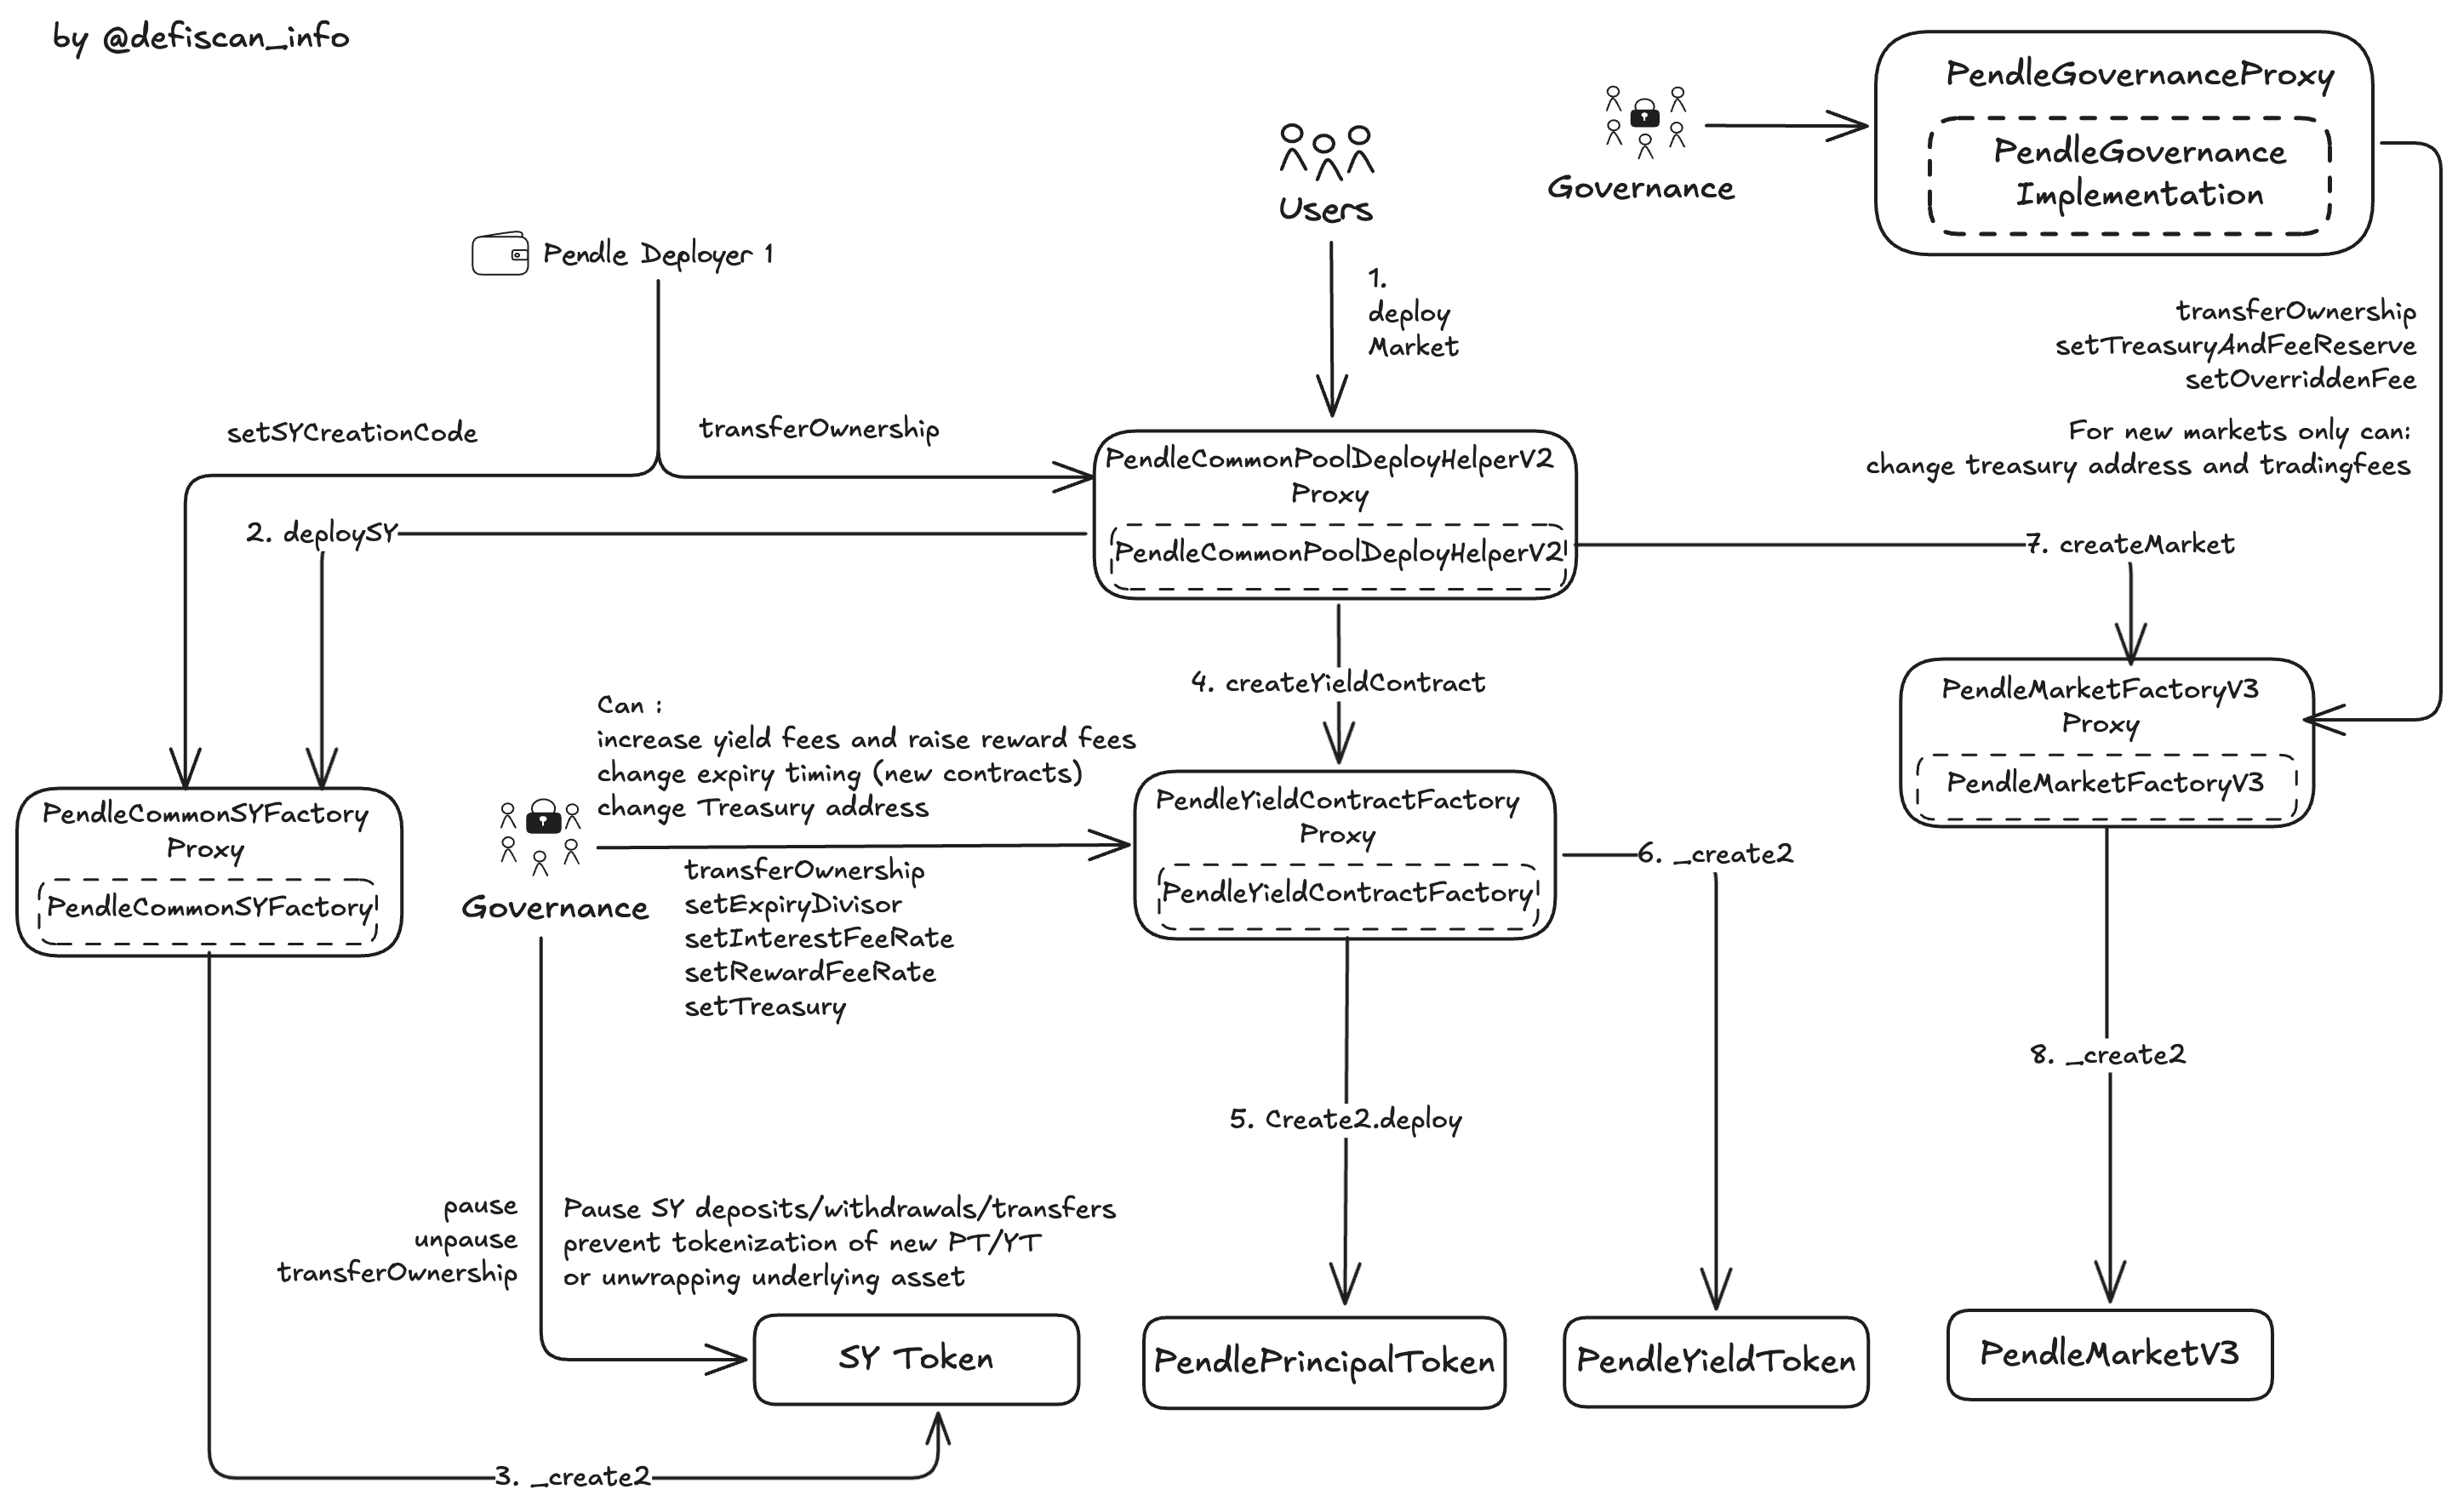 by @defiscan_info
PendleGovernanceProxy
PendleGovernance
Implementation
Governance
Users
Pendle Deployer 1
1.
deploy
Market
transferOwnership
setTreasuryAndFeeReserve
setOverriddenFee
For new markets only can:
change treasury address and tradingfees
setSYCreationCode
transferOwnership
PendleCommonPoolDeployHelperV2
Proxy
PendleCommonPoolDeployHelperV2
2. deploySY
7. createMarket
4. createYieldContract
PendleMarketFactoryV3
Proxy
PendleMarketFactoryV3
Can :
increase yield fees and raise reward fees
change expiry timing (new contracts)
change Treasury address
PendleCommonSYFactory
Proxy
PendleCommonSYFactory
Governance
transferOwnership
setExpiryDivisor
setInterestFeeRate
setRewardFeeRate
setTreasury
PendleYieldContractFactory
Proxy
PendleYieldContractFactory
6. _create2
8. _create2
5. Create2.deploy
pause
unpause
transferOwnership
Pause SY deposits/withdrawals/transfers
prevent tokenization of new PT/YT
or unwrapping underlying asset
SY Token
PendlePrincipalToken
PendleYieldToken
PendleMarketV3
3. _create2